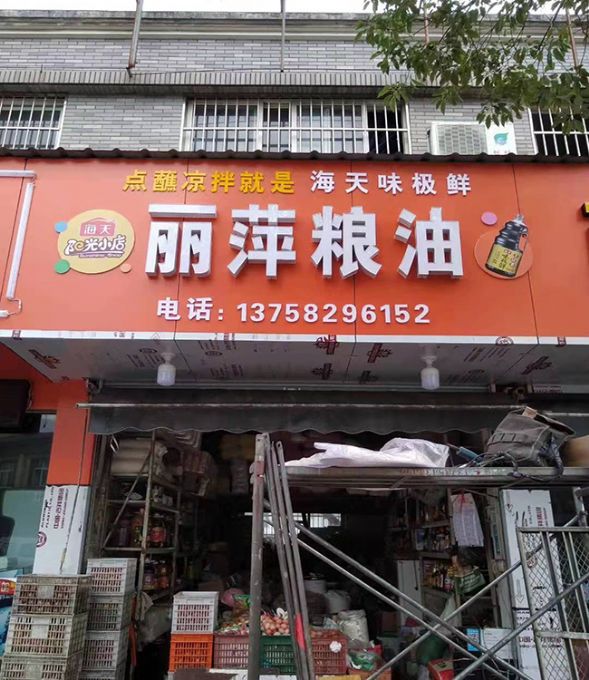 点蘸凉拌就是 海天味极鲜
海天
阳光小店
丽萍粮油
电话：13758296152